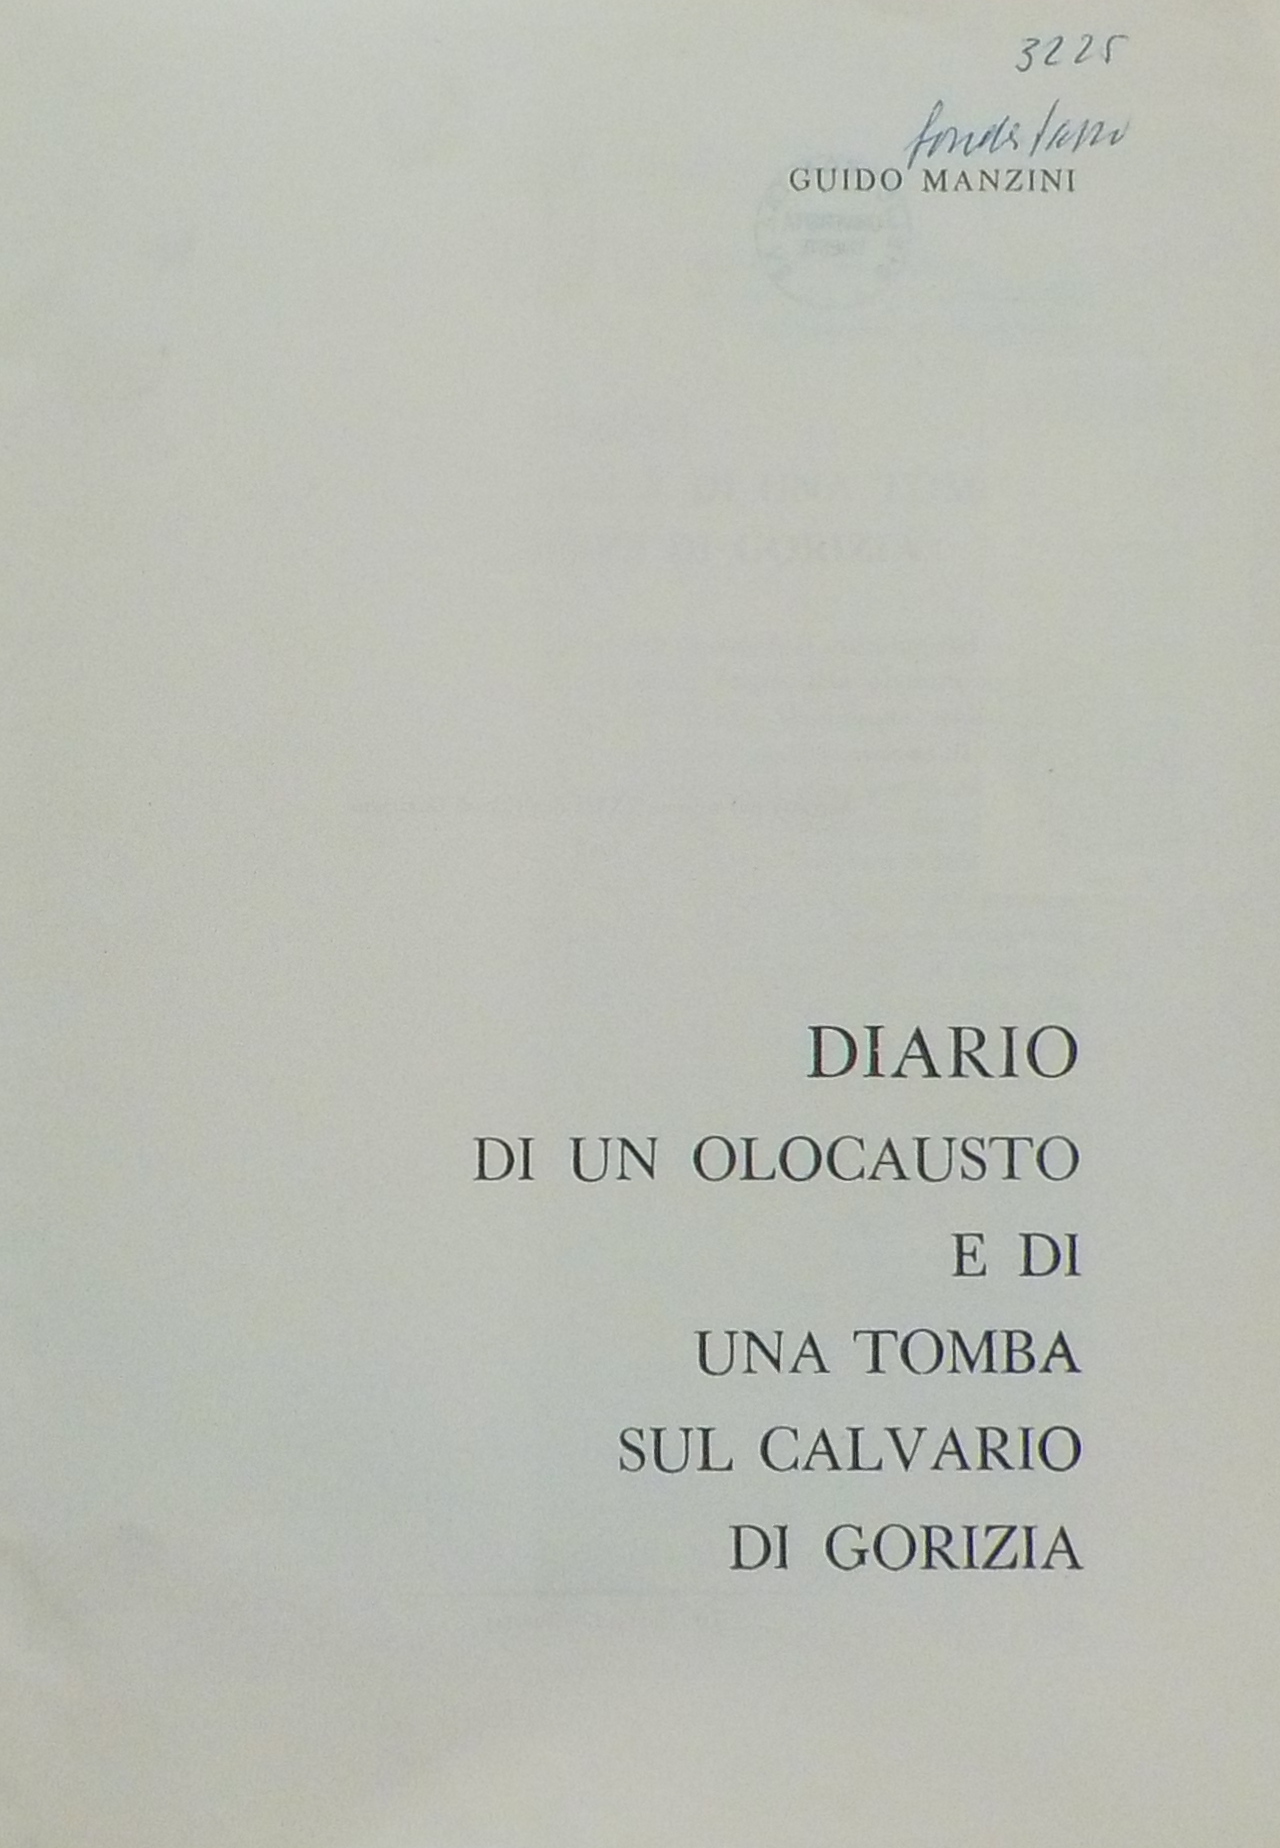 3225
GUIDO MANZINI
DIARIO
DI UN OLOCAUSTO
E DI
UNA TOMBA
SUL CALVARIO
DI GORIZIA